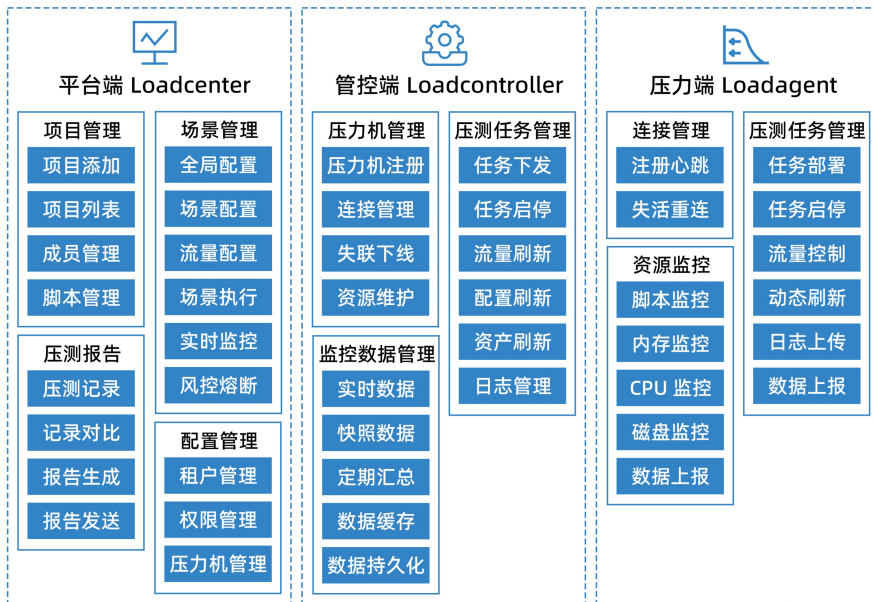 平台端 Loadcenter
项目管理
项目添加
项目列表
成员管理
脚本管理
压测报告
压测记录
记录对比
报告生成
报告发送
场景管理
全局配置
场景配置
流量配置
场景执行
实时监控
风控熔断
配置管理
租户管理
权限管理
压力机管理
管控端 Loadcontroller
压力机管理
压力机注册
连接管理
失联下线
资源维护
监控数据管理
实时数据
快照数据
定期汇总
数据缓存
数据持久化
压测任务管理
任务下发
任务启停
流量刷新
配置刷新
资产刷新
日志管理
压力端 Loadagent
连接管理
注册心跳
失活重连
资源监控
脚本监控
内存监控
CPU 监控
磁盘监控
数据上报
压测任务管理
任务部署
任务启停
流量控制
动态刷新
日志上传
数据上报